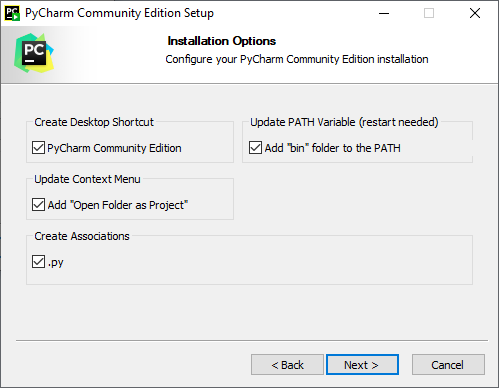 PC
PyCharm Community Edition Setup
PC
Installation Options
Configure your PyCharm Community Edition installation
Create Desktop Shortcut
PyCharm Community Edition
Update PATH Variable (restart needed)
Add "bin" folder to the PATH
Update Context Menu
Add "Open Folder as Project"
Create Associations
.py
< Back
Next >
Cancel